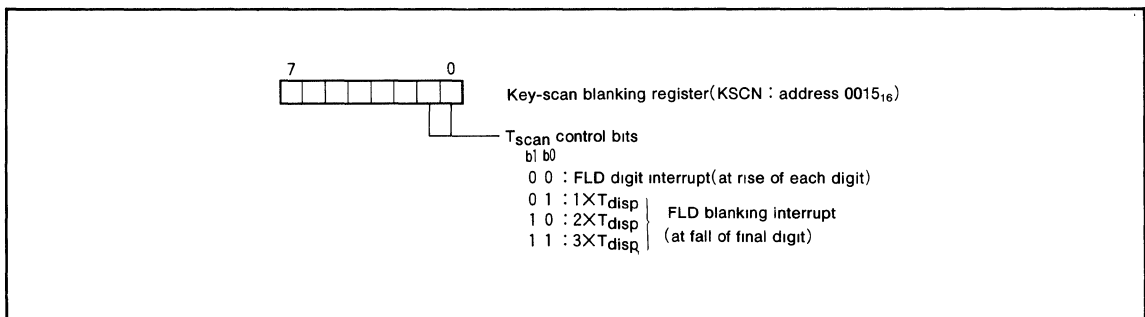 7 0
Key-scan blanking register(KSCN : address 0015₁₆)
Tscan control bits
b1 b0
0 0 : FLD digit interrupt(at rise of each digit)
0 1 : 1×Tdisp
1 0 : 2×Tdisp
1 1 : 3×Tdisp
FLD blanking interrupt
(at fall of final digit)